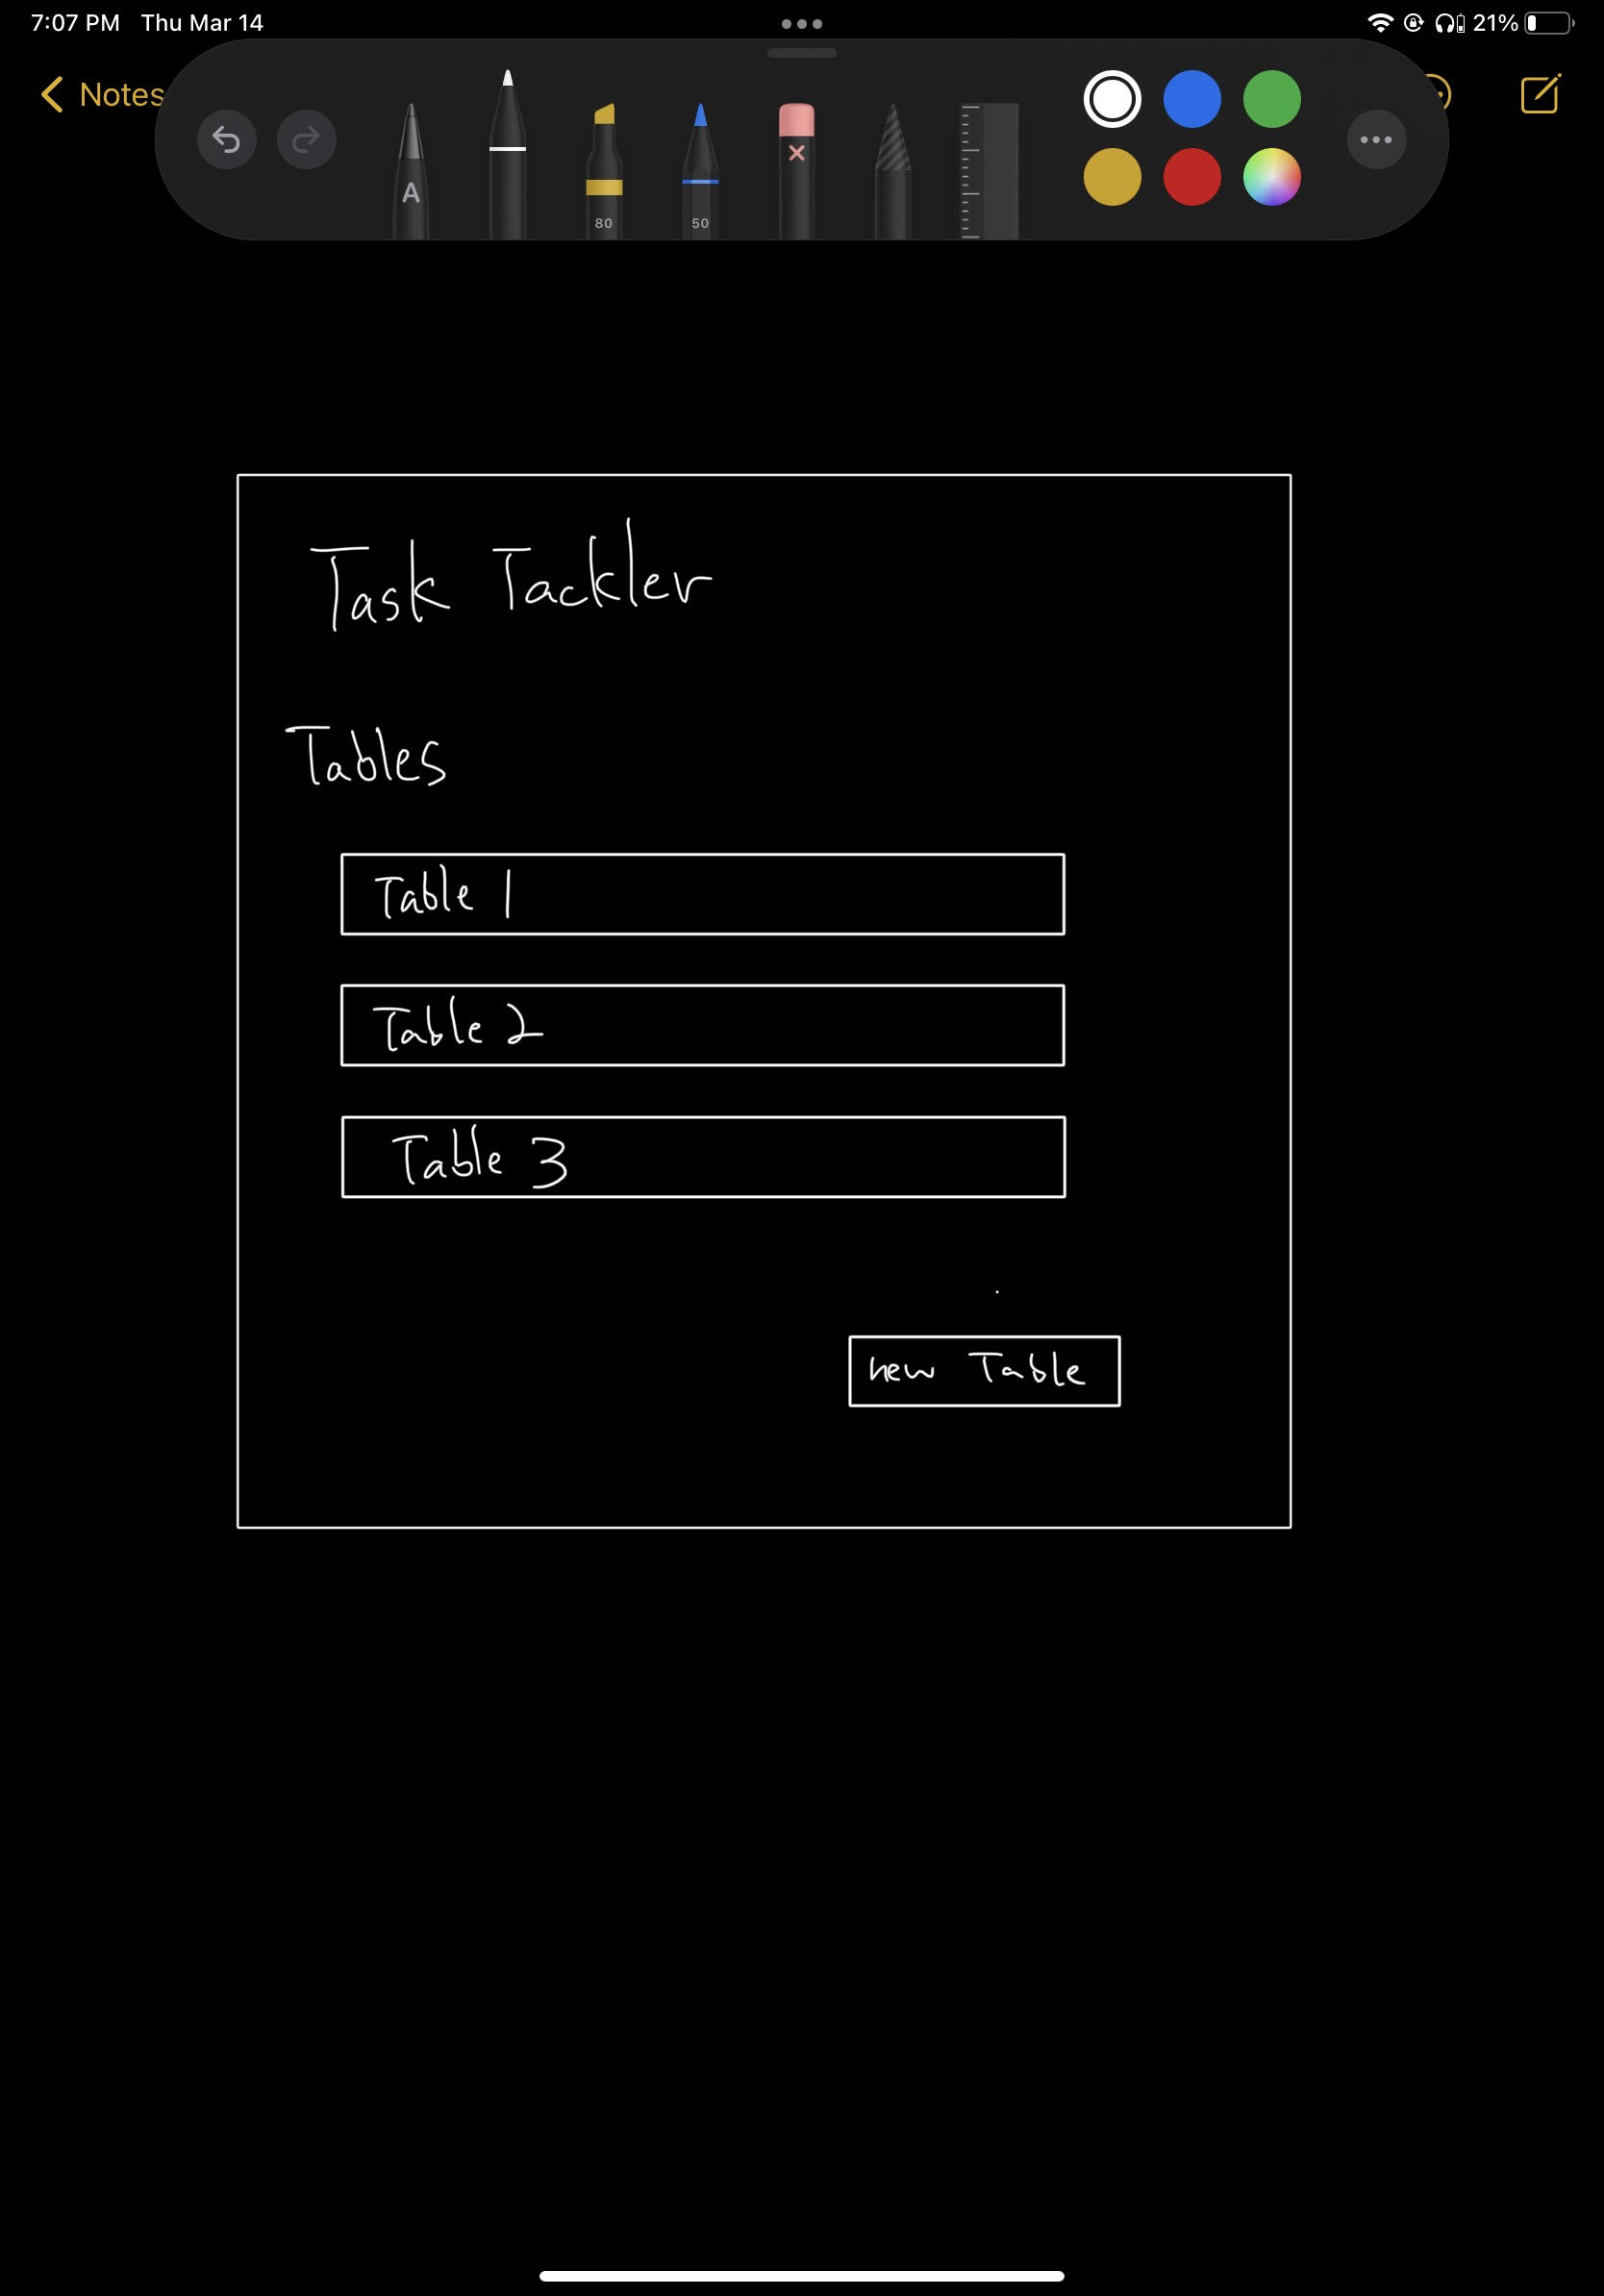 7:07 PM Thu Mar 14
21%
Notes
A
80
50
Task Tackler
Tables
Table 1
Table 2
Table 3
new Table